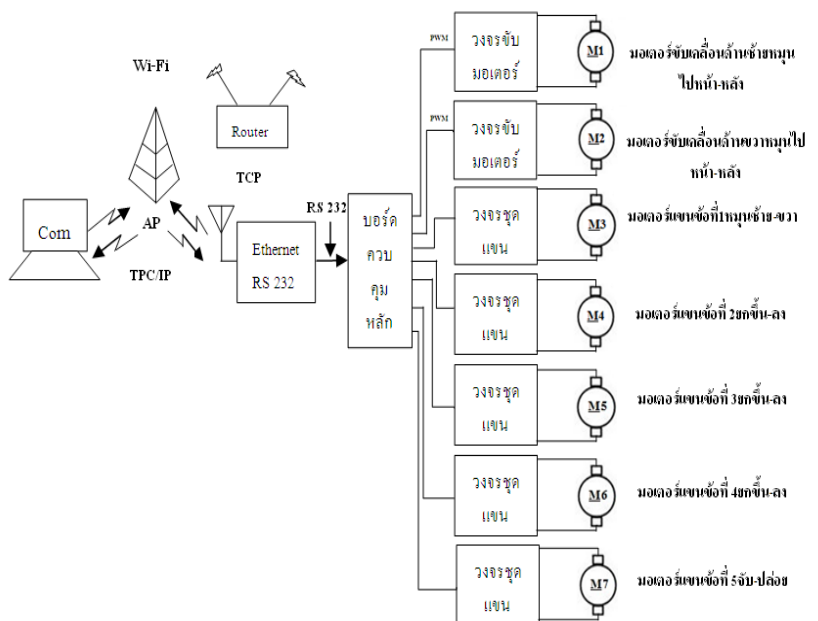 Wi-Fi
Router
TCP
AP
Com
TPC/IP
Ethernet
RS 232
RS 232
บอร์ด
ควบ
คุม
หลัก
PWM
วงจรขับ
มอเตอร์
M1
มอเตอร์ขับเคลื่อนด้านซ้ายหมุน
ไปหน้า-หลัง
PWM
วงจรขับ
มอเตอร์
M2
มอเตอร์ขับเคลื่อนด้านขวาหมุนไป
หน้า-หลัง
วงจรชุด
แขน
M3
มอเตอร์แขนข้อที่1หมุนซ้าย-ขวา
วงจรชุด
แขน
M4
มอเตอร์แขนข้อที่ 2ยกขึ้น-ลง
วงจรชุด
แขน
M5
มอเตอร์แขนข้อที่ 3ยกขึ้น-ลง
วงจรชุด
แขน
M6
มอเตอร์แขนข้อที่ 4ยกขึ้น-ลง
วงจรชุด
แขน
M7
มอเตอร์แขนข้อที่ 5จับ-ปล่อย